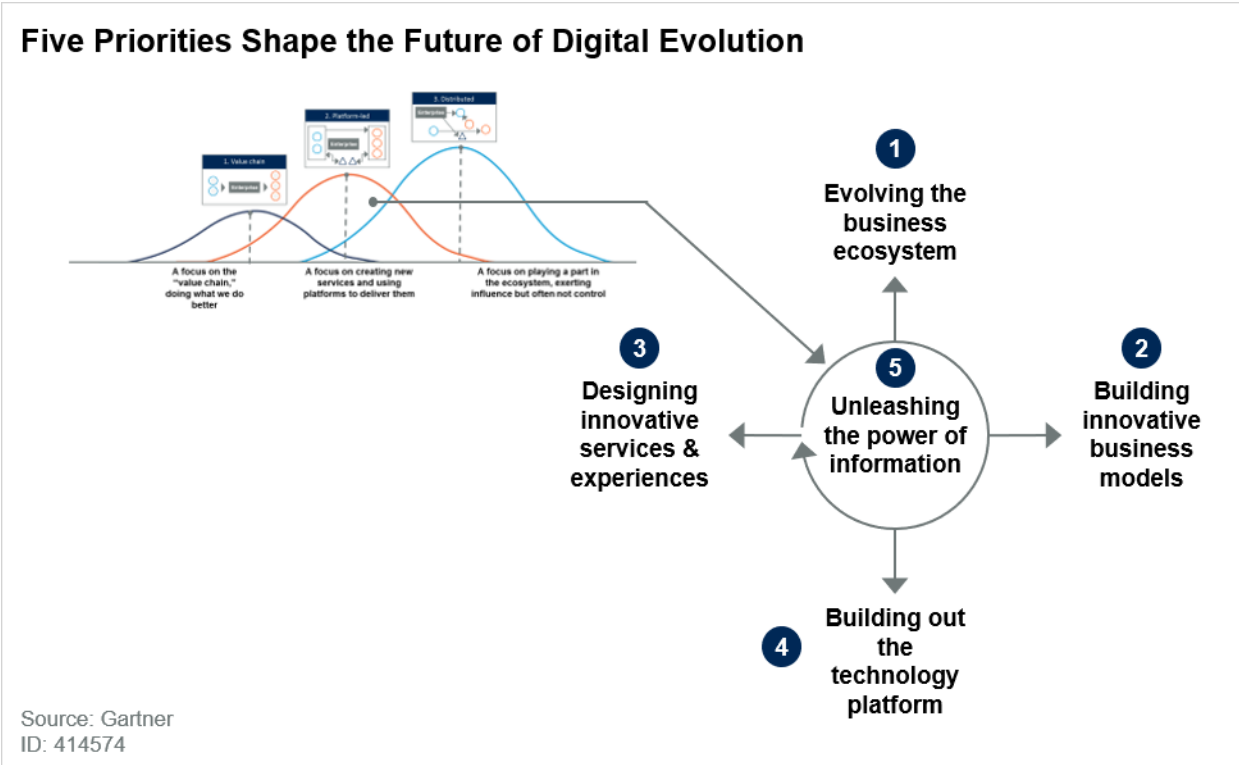 Five Priorities Shape the Future of Digital Evolution
3. Distributed
Enterprise
2. Platform-led
Enterprise
1. Value chain
Enterprise
A focus on the
"value chain,"
doing what we do
better
A focus on creating new
services and using
platforms to deliver them
A focus on playing a part in
the ecosystem, exerting
influence but often not control
1
Evolving the
business
ecosystem
2
Building
innovative
business
models
3
Designing
innovative
services &
experiences
5
Unleashing
the power of
information
4
Building out
the
technology
platform
Source: Gartner
ID: 414574